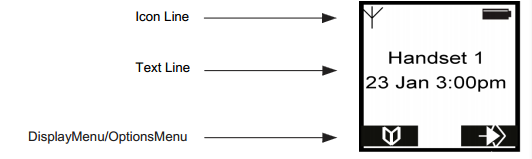 Icon Line
Text Line
Handset 1
23 Jan 3:00pm
DisplayMenu/OptionsMenu